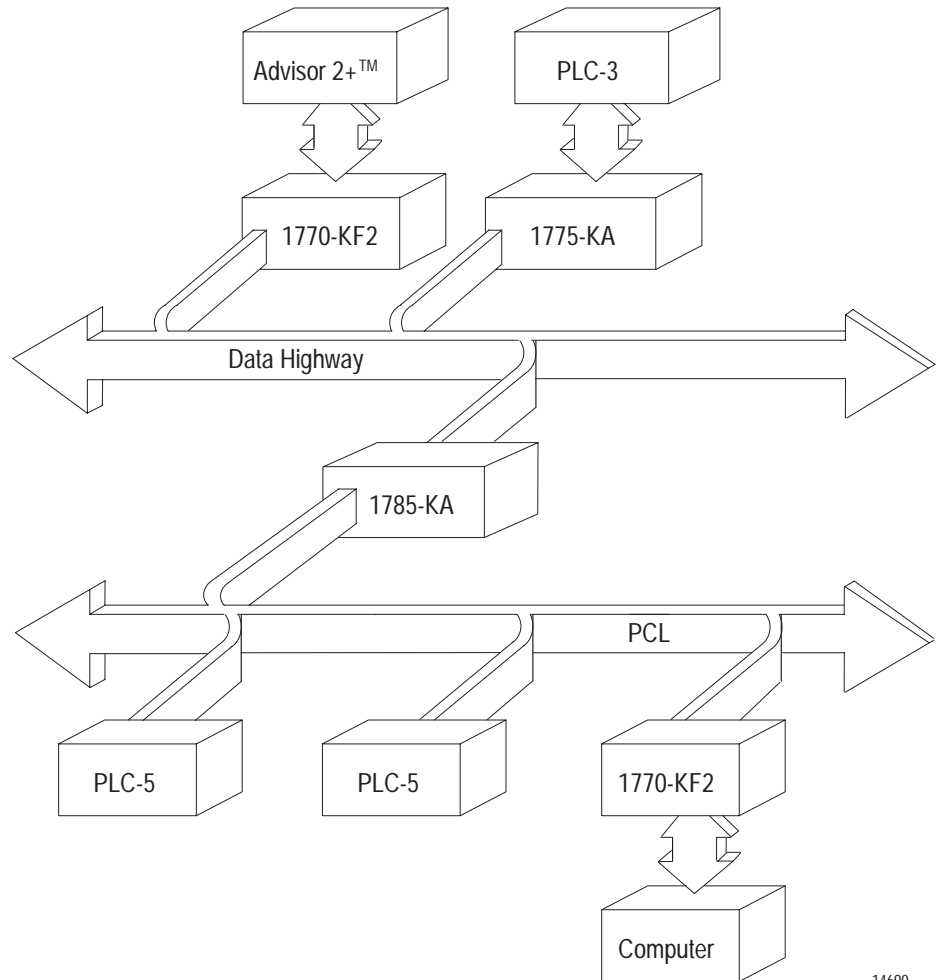 Advisor 2+™
PLC-3
1770-KF2
1775-KA
Data Highway
1785-KA
PCL
PLC-5
PLC-5
1770-KF2
Computer